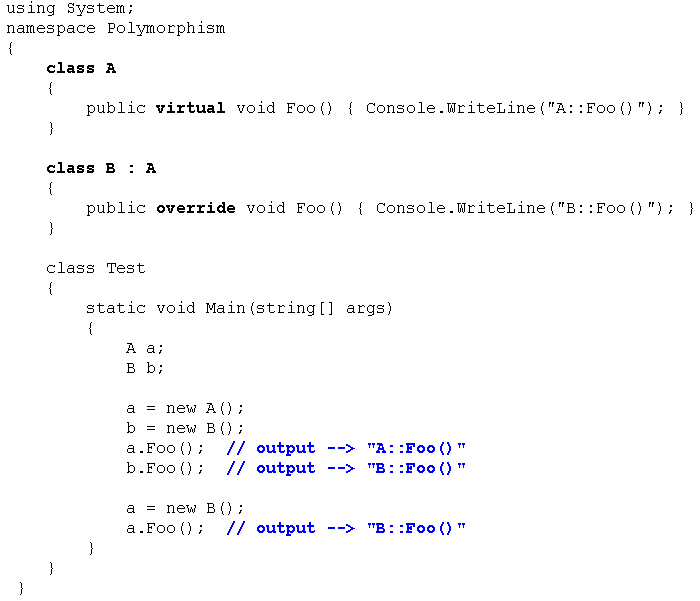 using System;
namespace Polymorphism
{
    class A
    {
        public virtual void Foo() { Console.WriteLine("A::Foo()"); }
    }

    class B : A
    {
        public override void Foo() { Console.WriteLine("B::Foo()"); }
    }

    class Test
    {
        static void Main(string[] args)
        {
            A a;
            B b;

            a = new A();
            b = new B();
            a.Foo();  // output --> "A::Foo()"
            b.Foo();  // output --> "B::Foo()"

            a = new B();
            a.Foo();  // output --> "B::Foo()"
        }
    }
 }